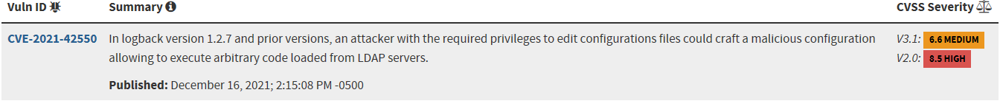 Vuln ID Summary CVSS Severity
CVE-2021-42550 In logback version 1.2.7 and prior versions, an attacker with the required privileges to edit configurations files could craft a malicious configuration V3.1: 6.6 MEDIUM
allowing to execute arbitrary code loaded from LDAP servers. V2.0: 8.5 HIGH
Published: December 16, 2021; 2:15:08 PM -0500